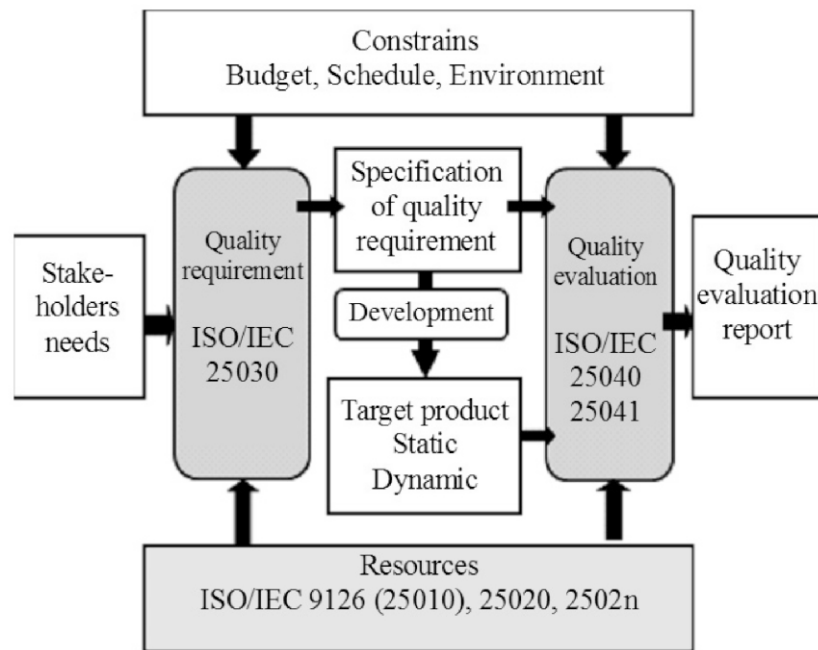 Constrains
Budget, Schedule, Environment
Stake-
holders
needs
Quality
requirement
ISO/IEC
25030
Specification
of quality
requirement
Development
Target product
Static
Dynamic
Quality
evaluation
ISO/IEC
25040
25041
Quality
evaluation
report
Resources
ISO/IEC 9126 (25010), 25020, 2502n